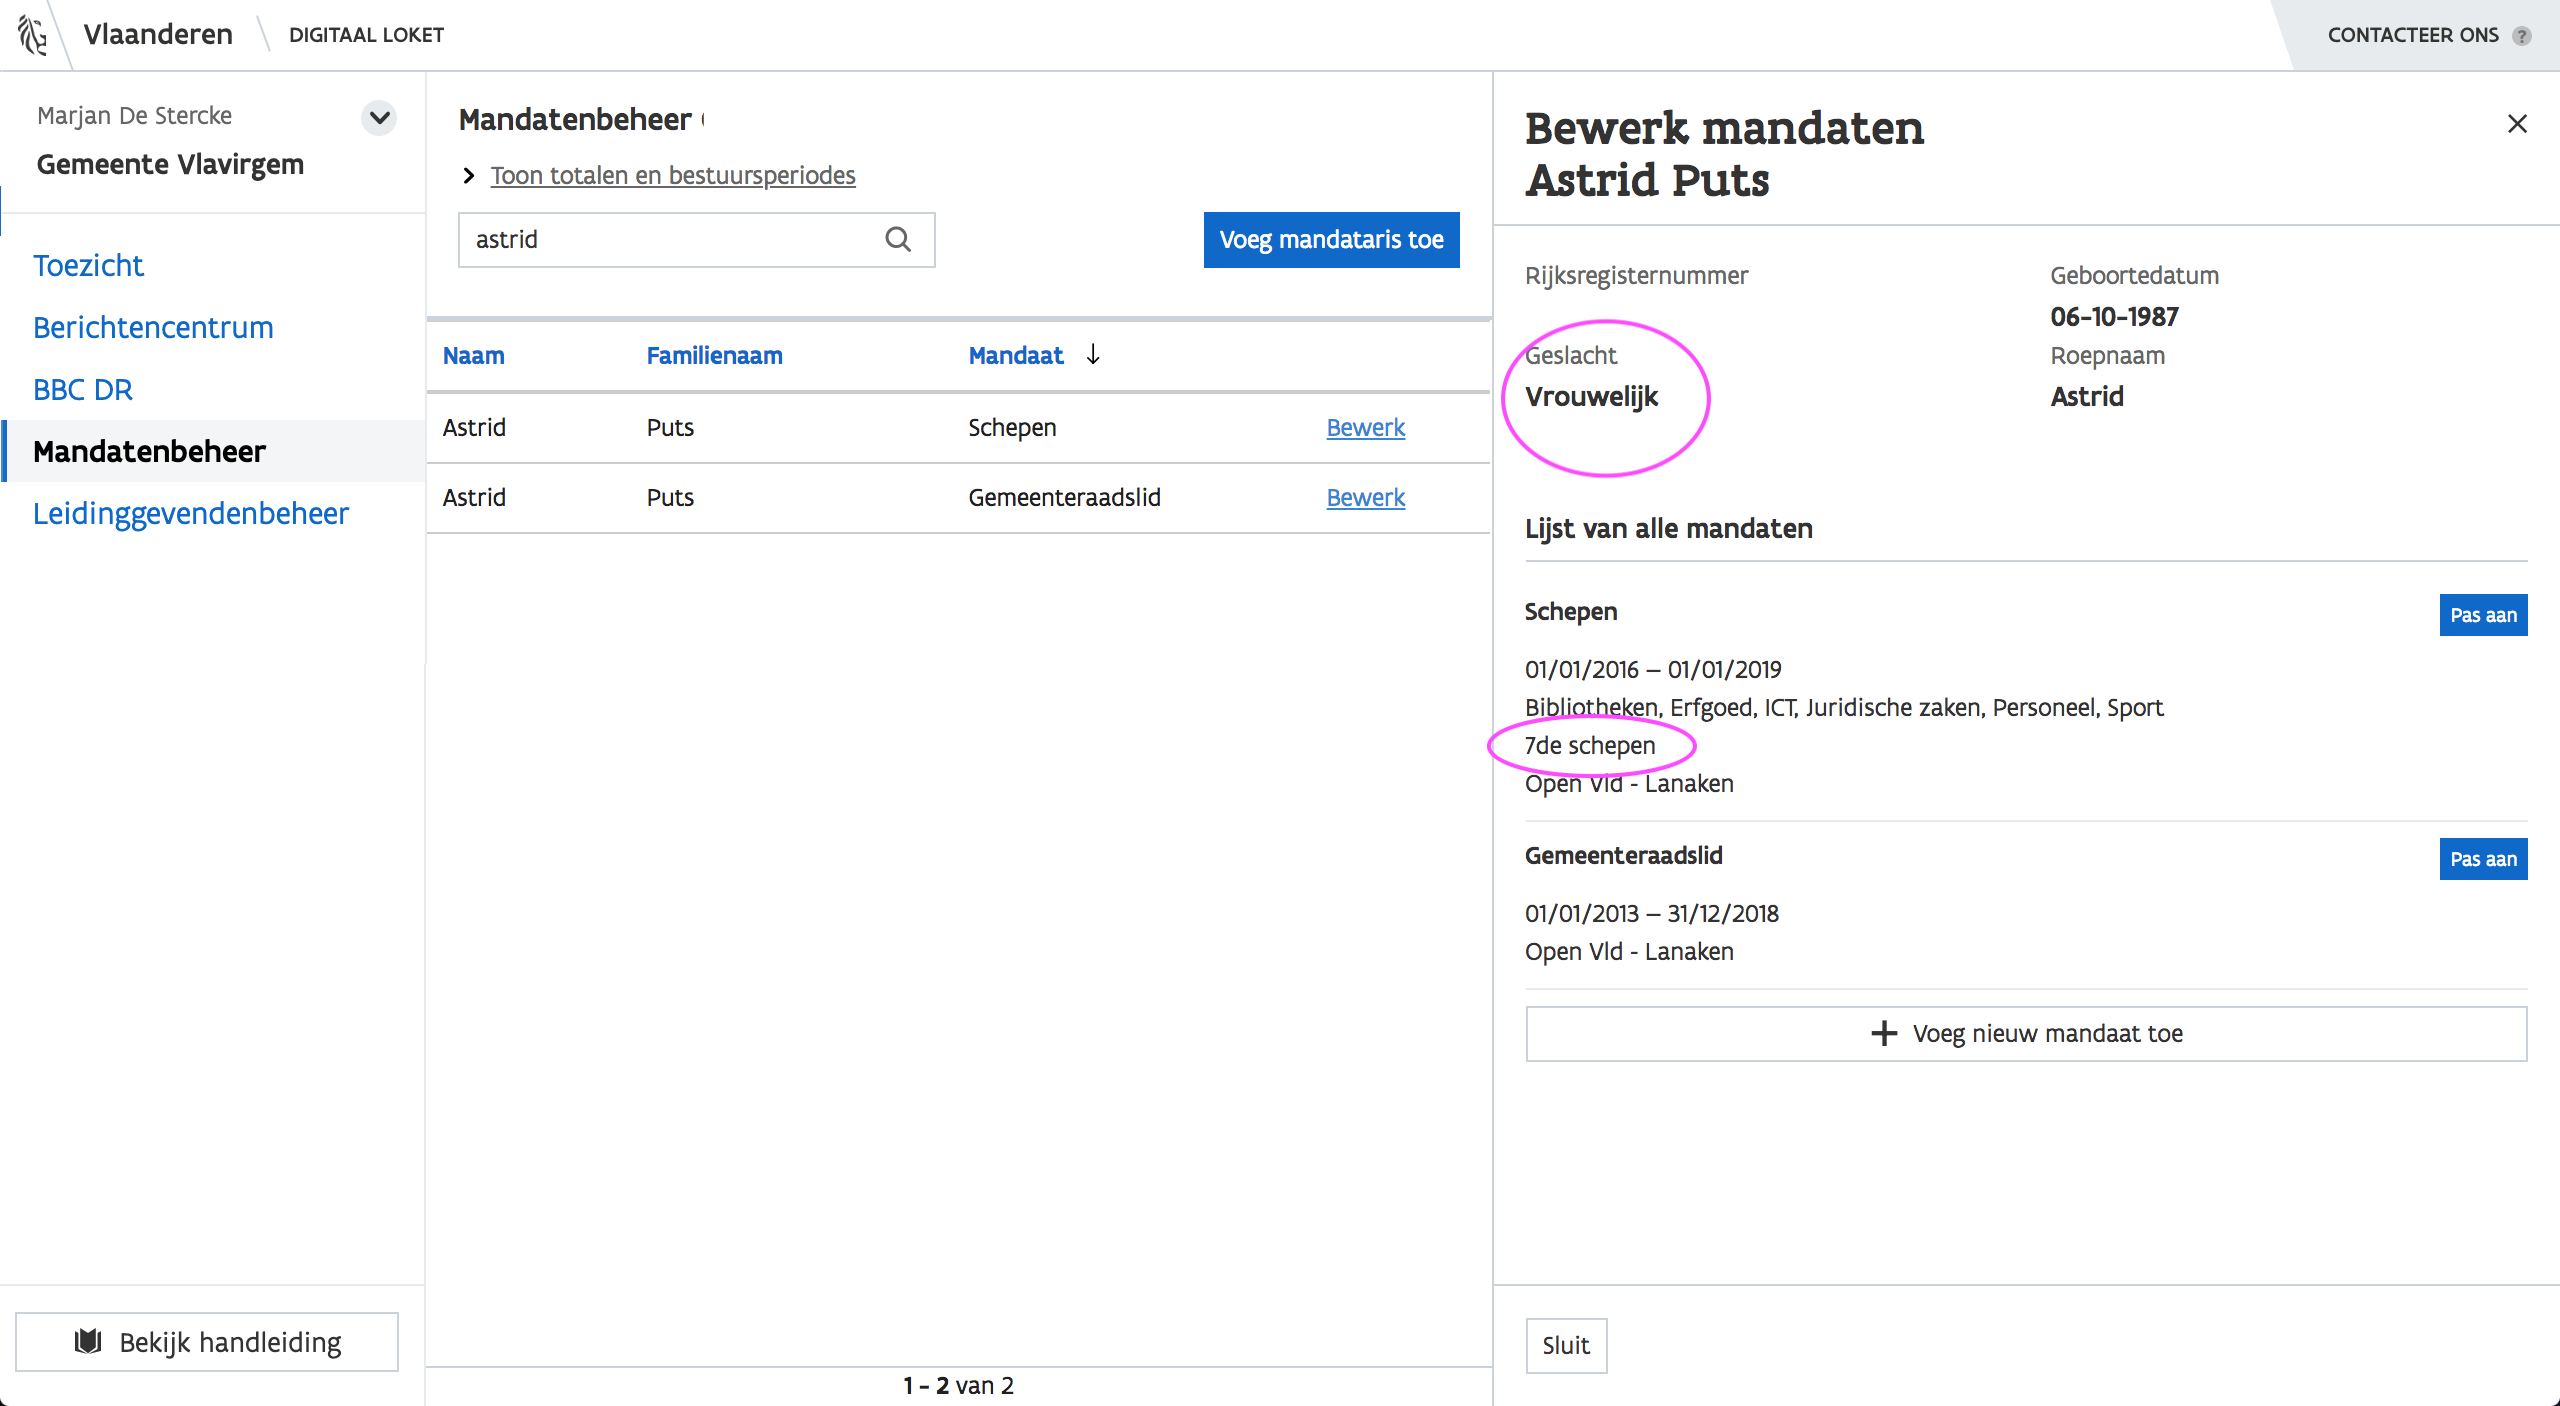 Vlaanderen
DIGITAAL LOKET
CONTACTEER ONS ?
Marjan De Stercke
Gemeente Vlavirgem
Toezicht
Berichtencentrum
BBC DR
Mandatenbeheer
Leidinggevendenbeheer
Bekijk handleiding
Mandatenbeheer
Toon totalen en bestuursperiodes
astrid
Voeg mandataris toe
Naam Familienaam Mandaat
Astrid Puts Schepen Bewerk
Astrid Puts Gemeenteraadslid Bewerk
1 - 2 van 2
Bewerk mandaten
Astrid Puts
Rijksregisternummer
Geboortedatum
06-10-1987
Geslacht
Vrouwelijk
Roepnaam
Astrid
Lijst van alle mandaten
Schepen
Pas aan
01/01/2016 – 01/01/2019
Bibliotheken, Erfgoed, ICT, Juridische zaken, Personeel, Sport
7de schepen
Open Vld - Lanaken
Gemeenteraadslid
Pas aan
01/01/2013 – 31/12/2018
Open Vld - Lanaken
Voeg nieuw mandaat toe
Sluit